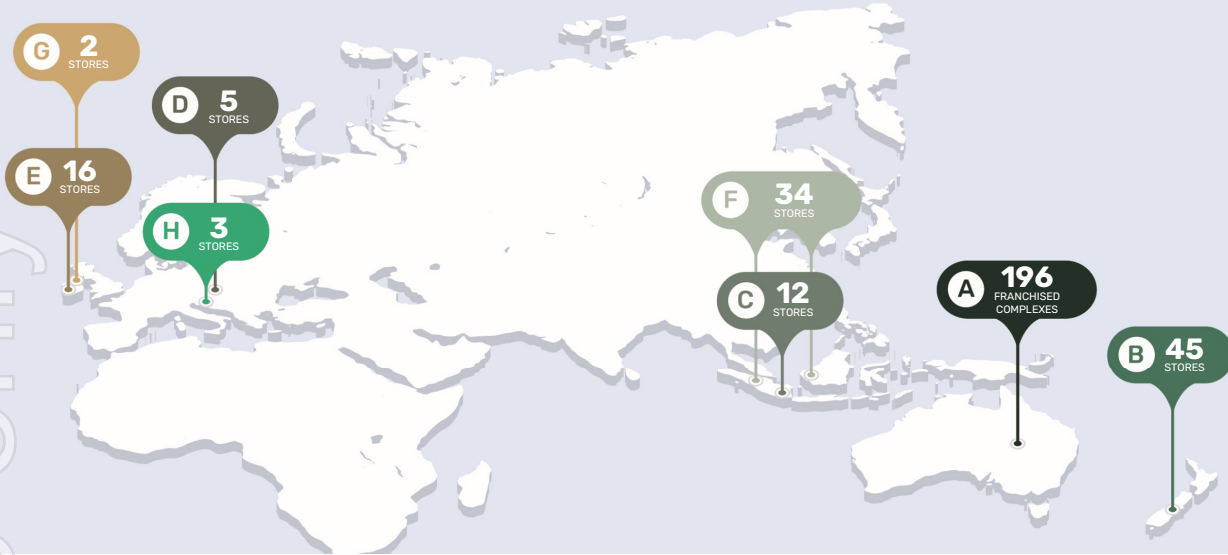 G
2
STORES
D
5
STORES
E
16
STORES
H
3
STORES
F
34
STORES
C
12
STORES
A
196
FRANCHISED
COMPLEXES
B
45
STORES